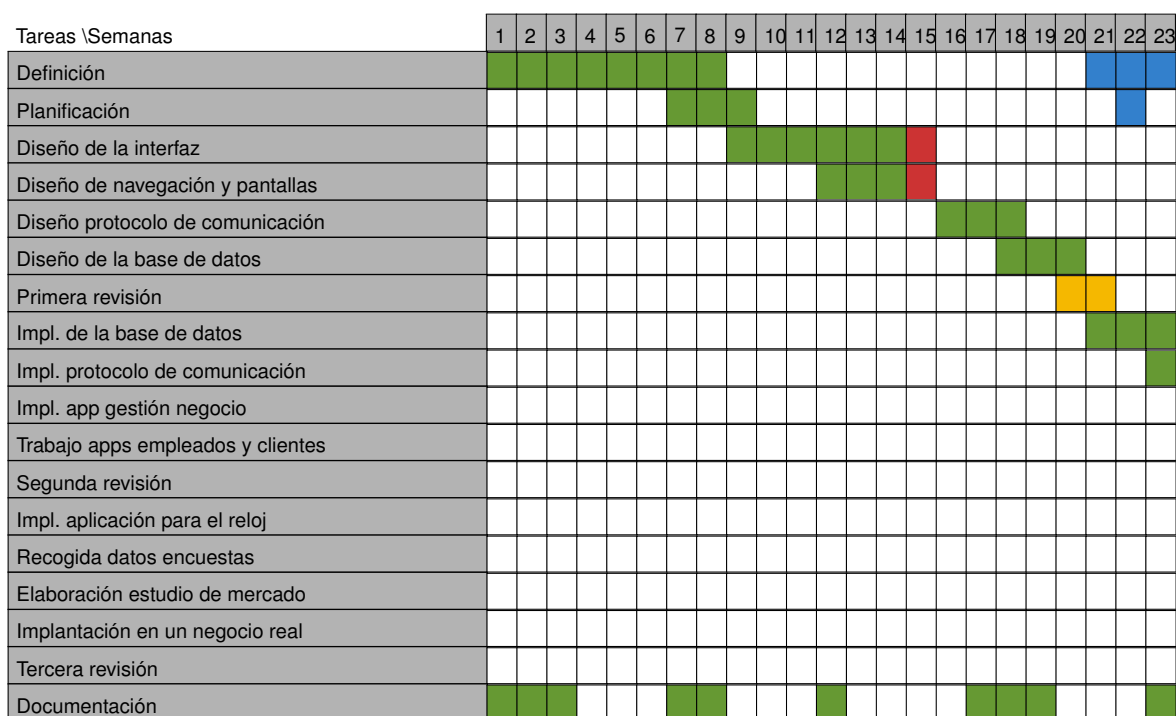 Tareas \Semanas 1 2 3 4 5 6 7 8 9 10 11 12 13 14 15 16 17 18 19 20 21 22 23
Definición
Planificación
Diseño de la interfaz
Diseño de navegación y pantallas
Diseño protocolo de comunicación
Diseño de la base de datos
Primera revisión
Impl. de la base de datos
Impl. protocolo de comunicación
Impl. app gestión negocio
Trabajo apps empleados y clientes
Segunda revisión
Impl. aplicación para el reloj
Recogida datos encuestas
Elaboración estudio de mercado
Implantación en un negocio real
Tercera revisión
Documentación